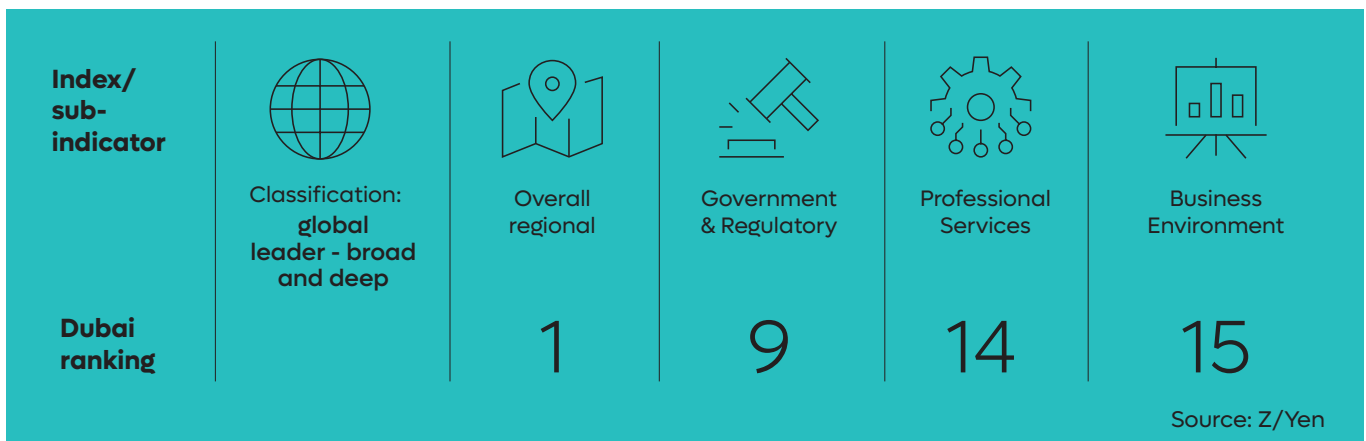 Index/
sub-
indicator
Classification:
global
leader - broad
and deep
Overall
regional
Government
& Regulatory
Professional
Services
Business
Environment
Dubai
ranking
1
9
14
15
Source: Z/Yen